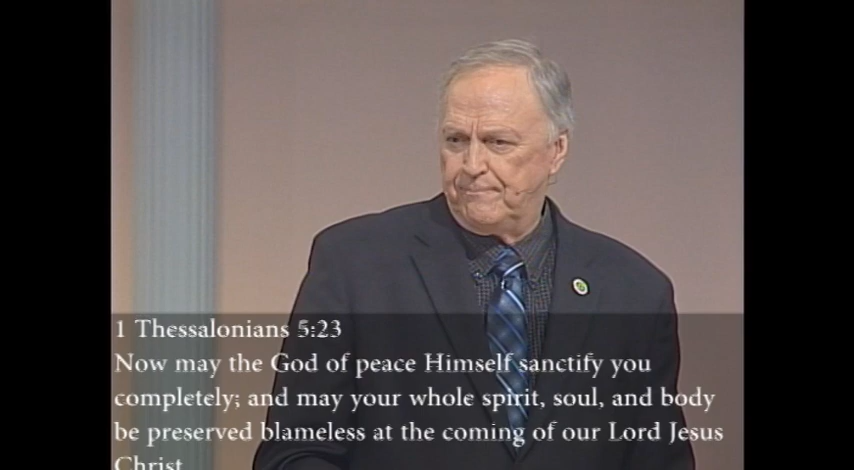 1 Thessalonians 5:23
Now may the God of peace Himself sanctify you
completely; and may your whole spirit, soul, and body
be preserved blameless at the coming of our Lord Jesus
Christ